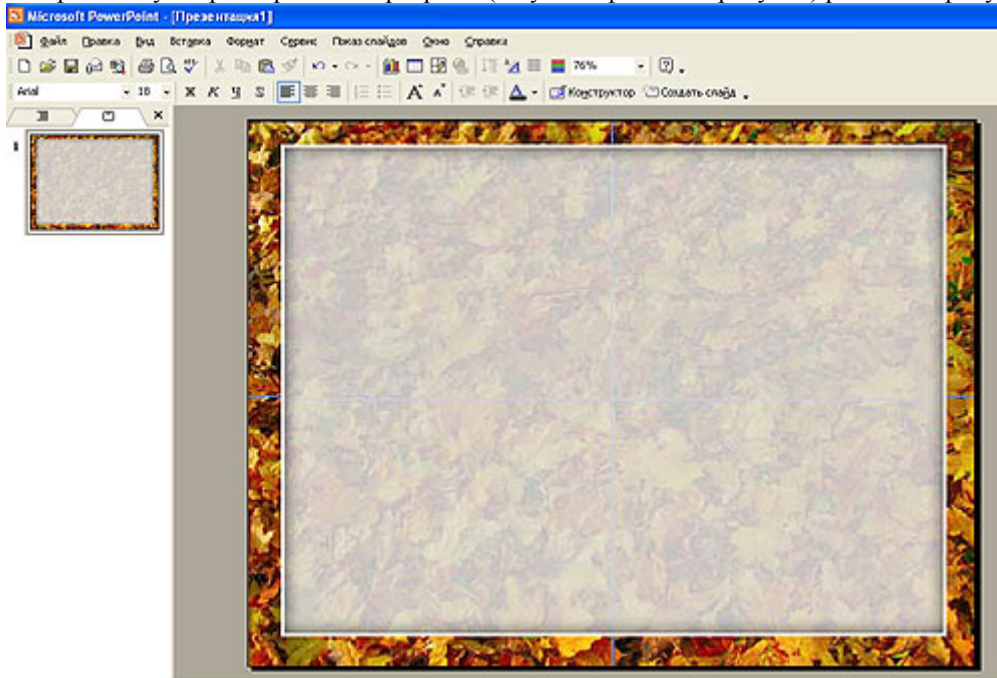 Microsoft PowerPoint - [Презентация1]
Файл Правка Вид Вставка Формат Сервис Показ слайдов Окно Справка
76%
Arial 18 Ж К Ч S Конструктор Создать слайд
1